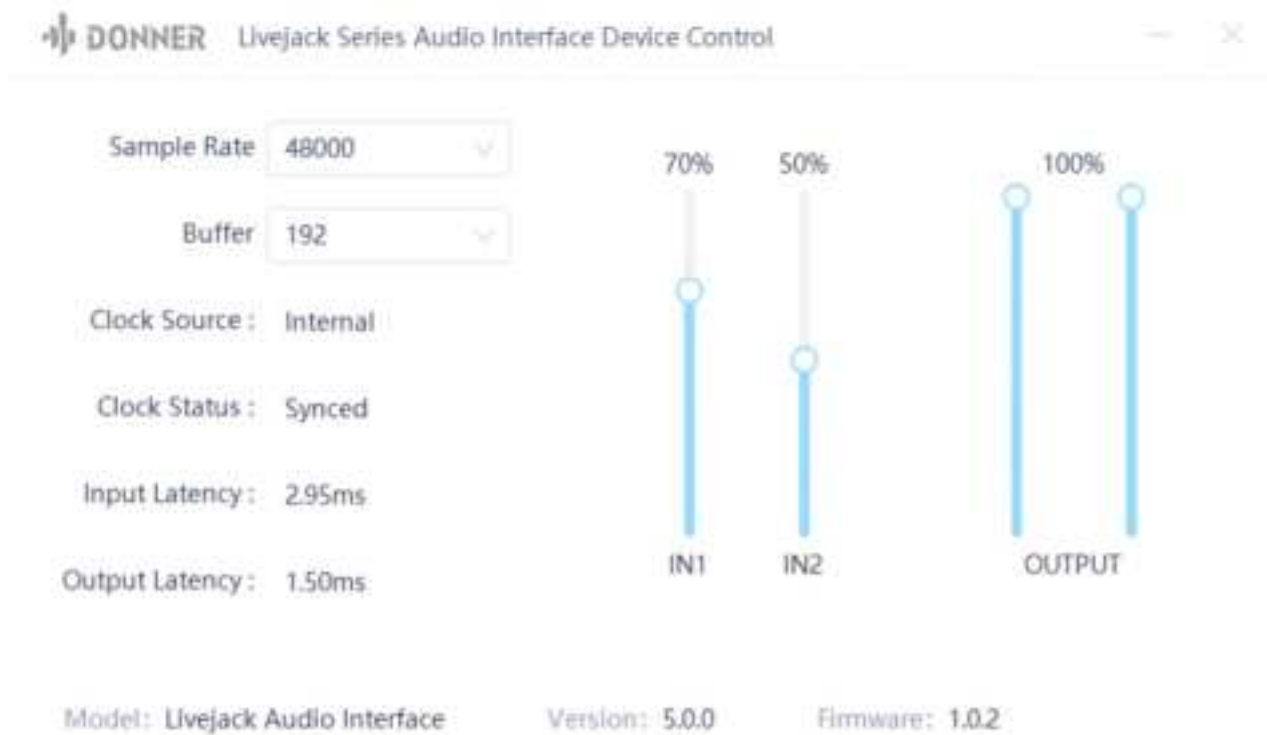 DONNER Livejack Series Audio Interface Device Control
Sample Rate 48000
70% 50% 100%
Buffer 192
Clock Source : Internal
Clock Status : Synced
Input Latency : 2.95ms
IN1 IN2 OUTPUT
Output Latency : 1.50ms
Model: Livejack Audio Interface Version: 5.0.0 Firmware: 1.0.2